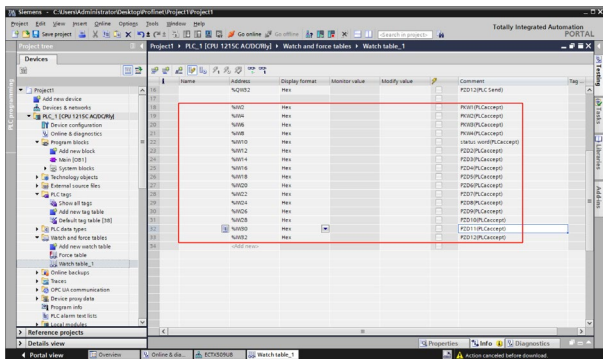 Siemens - C:\Users\Administrator\Desktop\Profinet\Project1\Project1
Project Edit View Insert Online Options Tools Window Help
Save project
Go online
Go offline
<Search in project>
Totally Integrated Automation
PORTAL
Project tree
Project1 ▸ PLC_1 [CPU 1215C AC/DC/Rly] ▸ Watch and force tables ▸ Watch table_1
Devices
PLC programming
Project1
Add new device
Devices & networks
PLC_1 [CPU 1215C AC/DC/Rly]
Device configuration
Online & diagnostics
Program blocks
Add new block
Main [OB1]
System blocks
Technology objects
External source files
PLC tags
Show all tags
Add new tag table
Default tag table [38]
PLC data types
Watch and force tables
Add new watch table
Force table
Watch table_1
Online backups
Traces
OPC UA communication
Device proxy data
Program info
PLC alarm text lists
Local modules
Reference projects
Details view
i Name Address Display format Monitor value Modify value Comment Tag ...
16 %QW32 Hex PZD12(PLC Send)
17
18 %IW2 Hex PKW1(PLCaccept)
19 %IW4 Hex PKW2(PLCaccept)
20 %IW6 Hex PKW3(PLCaccept)
21 %IW8 Hex PKW4(PLCaccept)
22 %IW10 Hex status word(PLCaccept)
23 %IW12 Hex PZD2(PLCaccept)
24 %IW14 Hex PZD3(PLCaccept)
25 %IW16 Hex PZD4(PLCaccept)
26 %IW18 Hex PZD5(PLCaccept)
27 %IW20 Hex PZD6(PLCaccept)
28 %IW22 Hex PZD7(PLCaccept)
29 %IW24 Hex PZD8(PLCaccept)
30 %IW26 Hex PZD9(PLCaccept)
31 %IW28 Hex PZD10(PLCaccept)
32 %IW30 Hex PZD11(PLCaccept)
33 %IW32 Hex PZD12(PLCaccept)
34 <Add new>
Testing
Tasks
Libraries
Add-ins
Properties Info Diagnostics
Portal view
Overview
Online & dia...
Watch table_1
Action canceled before download.